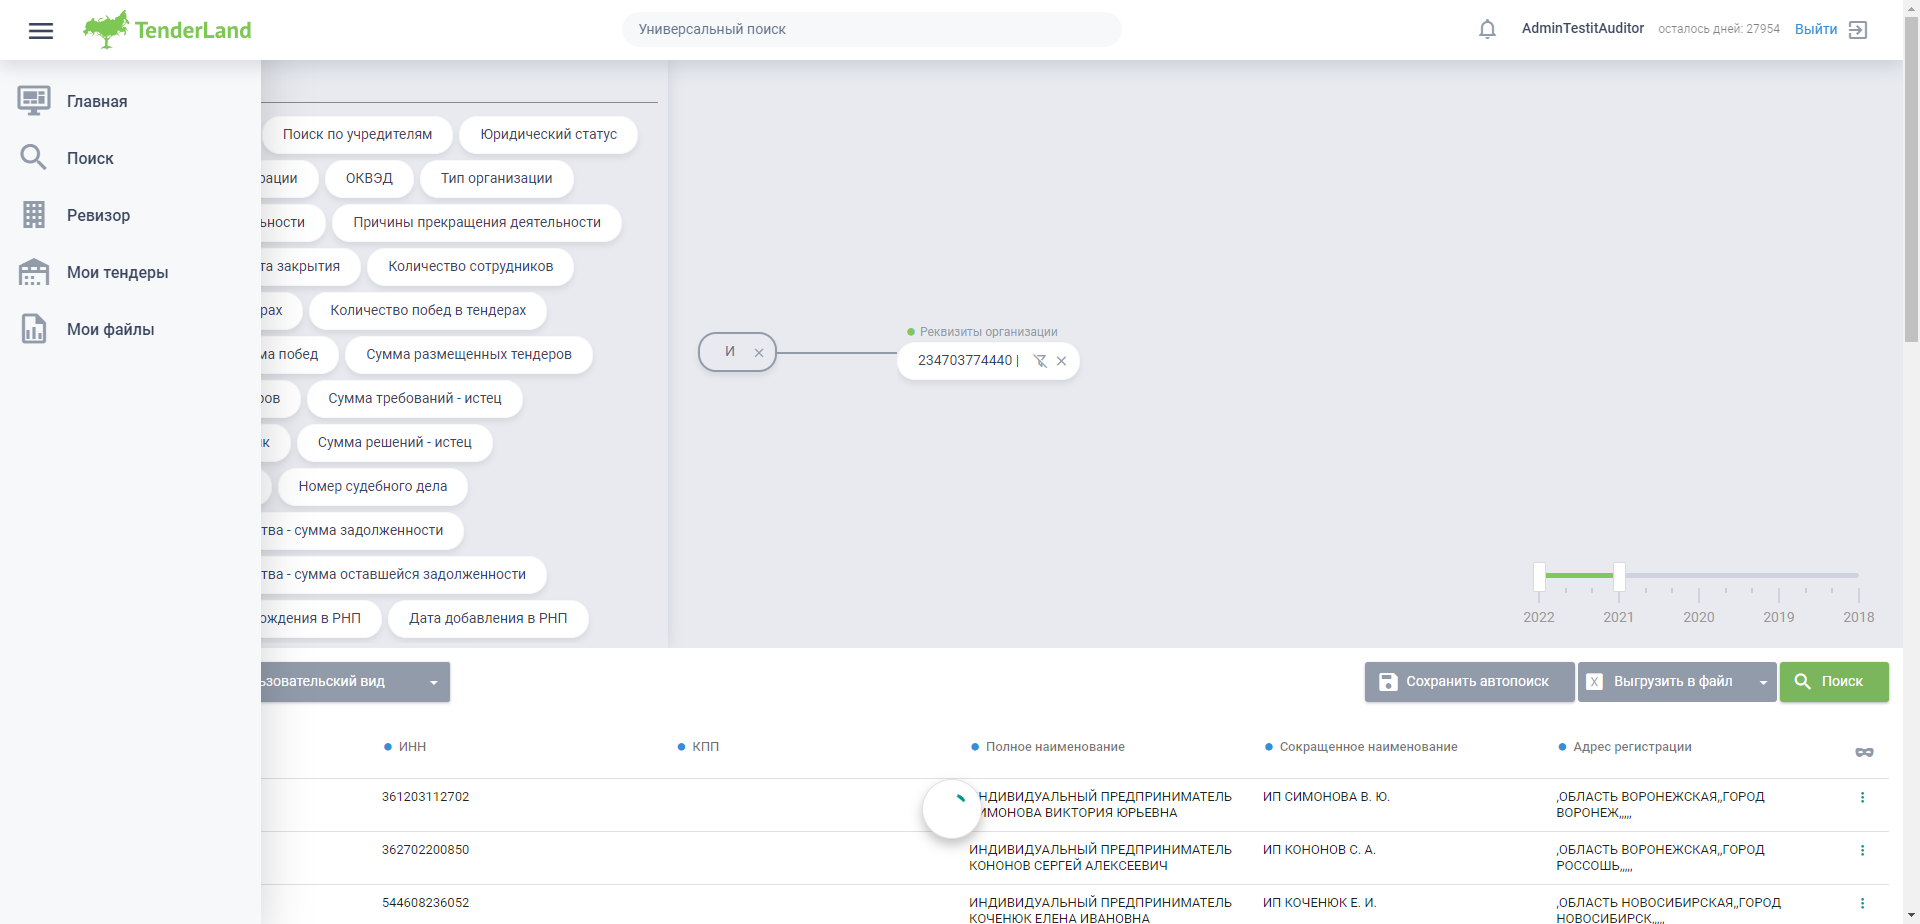 TenderLand
Универсальный поиск
AdminTestitAuditor
осталось дней: 27954
Выйти
Главная
Поиск
Ревизор
Мои тендеры
Мои файлы
Поиск по учредителям
Юридический статус
рации
ОКВЭД
Тип организации
ьности
Причины прекращения деятельности
та закрытия
Количество сотрудников
рах
Количество побед в тендерах
ма побед
Сумма размещенных тендеров
ров
Сумма требований - истец
ик
Сумма решений - истец
Номер судебного дела
тва - сумма задолженности
тва - сумма оставшейся задолженности
ождения в РНП
Дата добавления в РНП
И
Реквизиты организации
234703774440 |
2022 2021 2020 2019 2018
ьзовательский вид
Сохранить автопоиск
Выгрузить в файл
Поиск
ИНН
КПП
Полное наименование
Сокращенное наименование
Адрес регистрации
361203112702
НДИВИДУАЛЬНЫЙ ПРЕДПРИНИМАТЕЛЬ
ИМОНОВА ВИКТОРИЯ ЮРЬЕВНА
ИП СИМОНОВА В. Ю.
,ОБЛАСТЬ ВОРОНЕЖСКАЯ,,ГОРОД
ВОРОНЕЖ,,,,,
362702200850
ИНДИВИДУАЛЬНЫЙ ПРЕДПРИНИМАТЕЛЬ
КОНОНОВ СЕРГЕЙ АЛЕКСЕЕВИЧ
ИП КОНОНОВ С. А.
,ОБЛАСТЬ ВОРОНЕЖСКАЯ,,ГОРОД
РОССОШЬ,,,,,
544608236052
ИНДИВИДУАЛЬНЫЙ ПРЕДПРИНИМАТЕЛЬ
КОЧЕНЮК ЕЛЕНА ИВАНОВНА
ИП КОЧЕНЮК Е. И.
,ОБЛАСТЬ НОВОСИБИРСКАЯ,,ГОРОД
НОВОСИБИРСК,,,,,